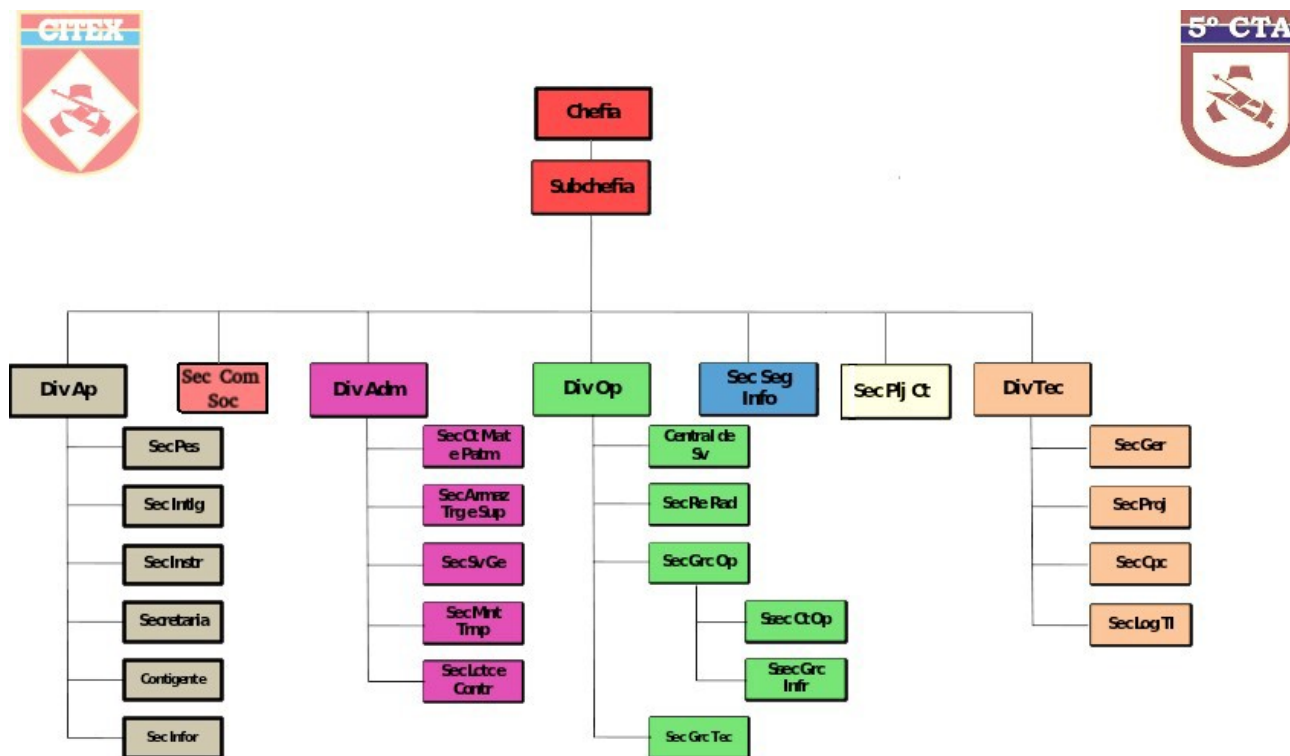 CITEX
5º CTA
Chefia
Subchefia
Div Ap
Sec Com
Soc
Div Adm
Div Op
Sec Seg
Info
Sec Plj Ct
Div Tec
Sec Pes
Sec Intlg
Sec Instr
Secretaria
Contigente
Sec Infor
Sec Ct Mat
e Patm
Sec Armaz
Trg e Sup
Sec Sv Ge
Sec Mnt
Trnp
Sec Lctc e
Contr
Central de
Sv
Sec Re Rad
Sec Grc Op
Ssec Ct Op
Ssec Grc
Infr
Sec Grc Tec
Sec Ger
Sec Proj
Sec Cpc
Sec Log TI